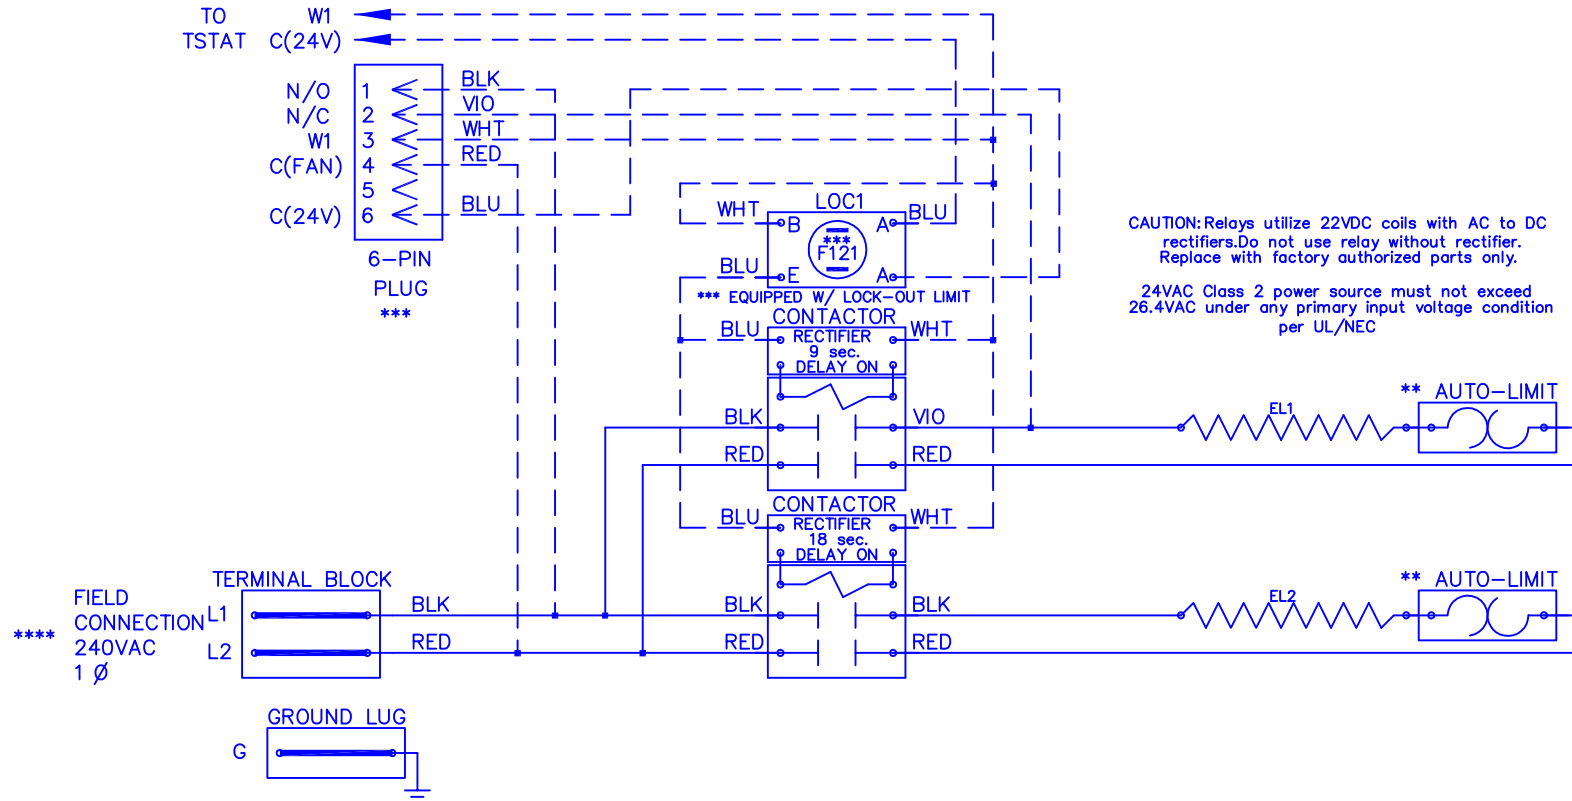 TO W1
TSTAT C(24V)
N/O 1 BLK
N/C 2 VIO
W1 3 WHT
C(FAN) 4 RED
5
C(24V) 6 BLU
6-PIN
PLUG
***
LOC1
WHT B A BLU
***
F121
BLU E A
*** EQUIPPED W/ LOCK-OUT LIMIT
CAUTION: Relays utilize 22VDC coils with AC to DC
rectifiers.Do not use relay without rectifier.
Replace with factory authorized parts only.
24VAC Class 2 power source must not exceed
26.4VAC under any primary input voltage condition
per UL/NEC
CONTACTOR
BLU RECTIFIER WHT
9 sec.
DELAY ON
BLK VIO
RED RED
EL1
** AUTO-LIMIT
CONTACTOR
BLU RECTIFIER WHT
18 sec.
DELAY ON
BLK BLK
RED RED
EL2
** AUTO-LIMIT
TERMINAL BLOCK
FIELD
CONNECTION L1 BLK
****
240VAC L2 RED
1 Ø
GROUND LUG
G